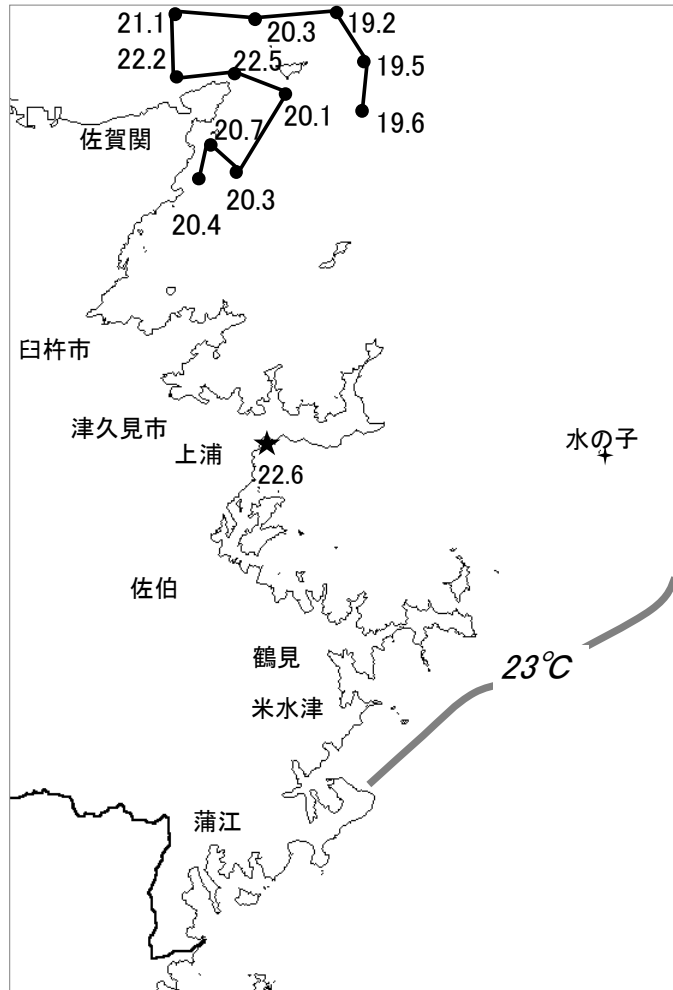 19.2
21.1
20.3
22.2
22.5
19.5
20.1
19.6
佐賀関
20.7
20.4
20.3
臼杵市
津久見市
上浦
水の子
22.6
佐伯
鶴見
23℃
米水津
蒲江